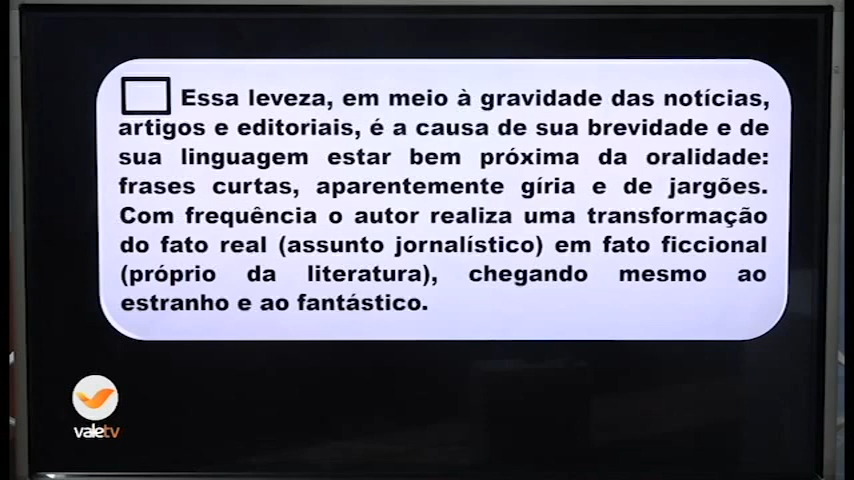 Essa leveza, em meio à gravidade das notícias,
artigos e editoriais, é a causa de sua brevidade e de
sua linguagem estar bem próxima da oralidade:
frases curtas, aparentemente gíria e de jargões.
Com frequência o autor realiza uma transformação
do fato real (assunto jornalístico) em fato ficcional
(próprio da literatura), chegando mesmo ao
estranho e ao fantástico.
valetv